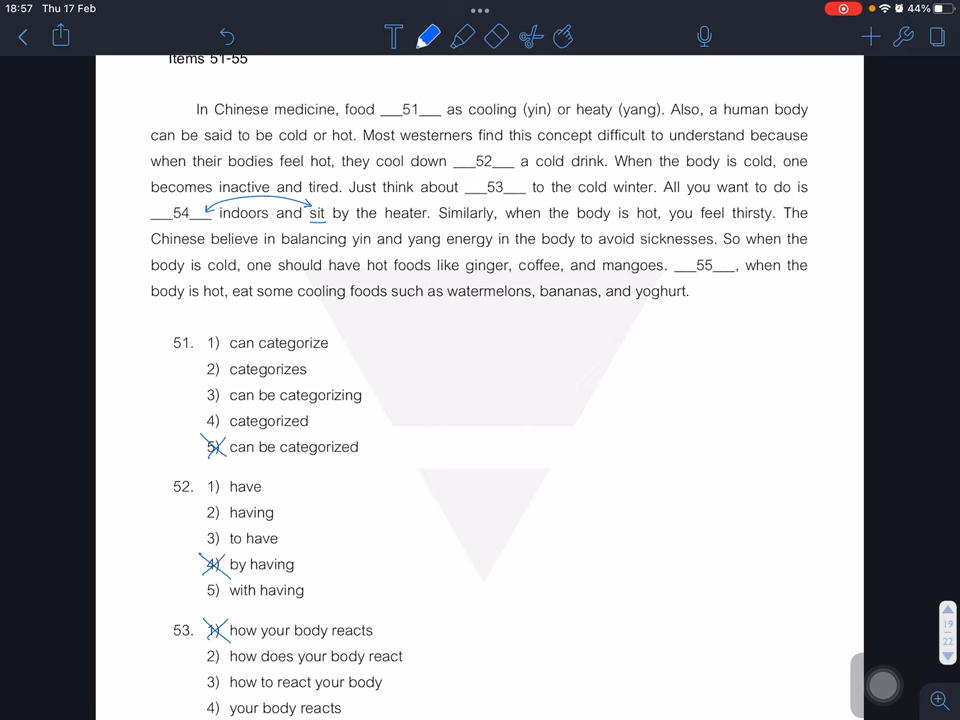 18:57 Thu 17 Feb
44%
Items 51-55
In Chinese medicine, food ___51___ as cooling (yin) or heaty (yang). Also, a human body
can be said to be cold or hot. Most westerners find this concept difficult to understand because
when their bodies feel hot, they cool down ___52___ a cold drink. When the body is cold, one
becomes inactive and tired. Just think about ___53___ to the cold winter. All you want to do is
___54___ indoors and sit by the heater. Similarly, when the body is hot, you feel thirsty. The
Chinese believe in balancing yin and yang energy in the body to avoid sicknesses. So when the
body is cold, one should have hot foods like ginger, coffee, and mangoes. ___55___, when the
body is hot, eat some cooling foods such as watermelons, bananas, and yoghurt.
51. 1) can categorize
2) categorizes
3) can be categorizing
4) categorized
5) can be categorized
52. 1) have
2) having
3) to have
4) by having
5) with having
53. 1) how your body reacts
2) how does your body react
3) how to react your body
4) your body reacts
19
22